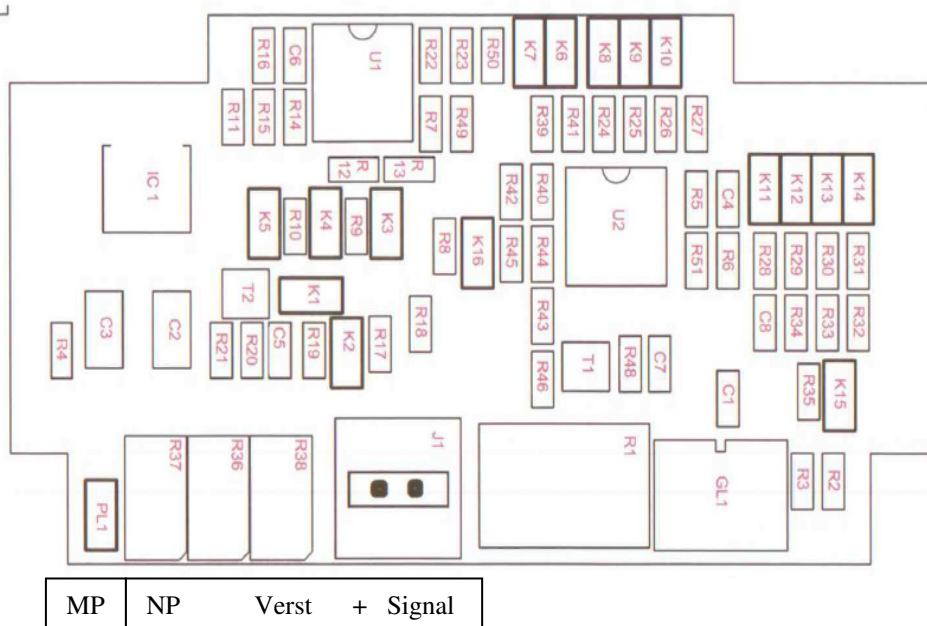 R16 C6 U1 R22 R23 R50 K7 K6 K8 K9 K10
R11 R15 R14 R7 R49 R39 R41 R24 R25 R26 R27
IC 1 R 12 R 13 R42 R40 U2 R5 C4 K11 K12 K13 K14
K5 R10 K4 R9 K3 R8 K16 R45 R44 R51 R6 R28 R29 R30 R31
T2 K1 R18 R43 C8 R34 R33 R32
R4 C3 C2 R21 R20 C5 R19 K2 R17 R46 T1 R48 C7 C1 R35 K15
R37 R36 R38 J1 R1 GL1 R3 R2
PL1
MP NP Verst + Signal